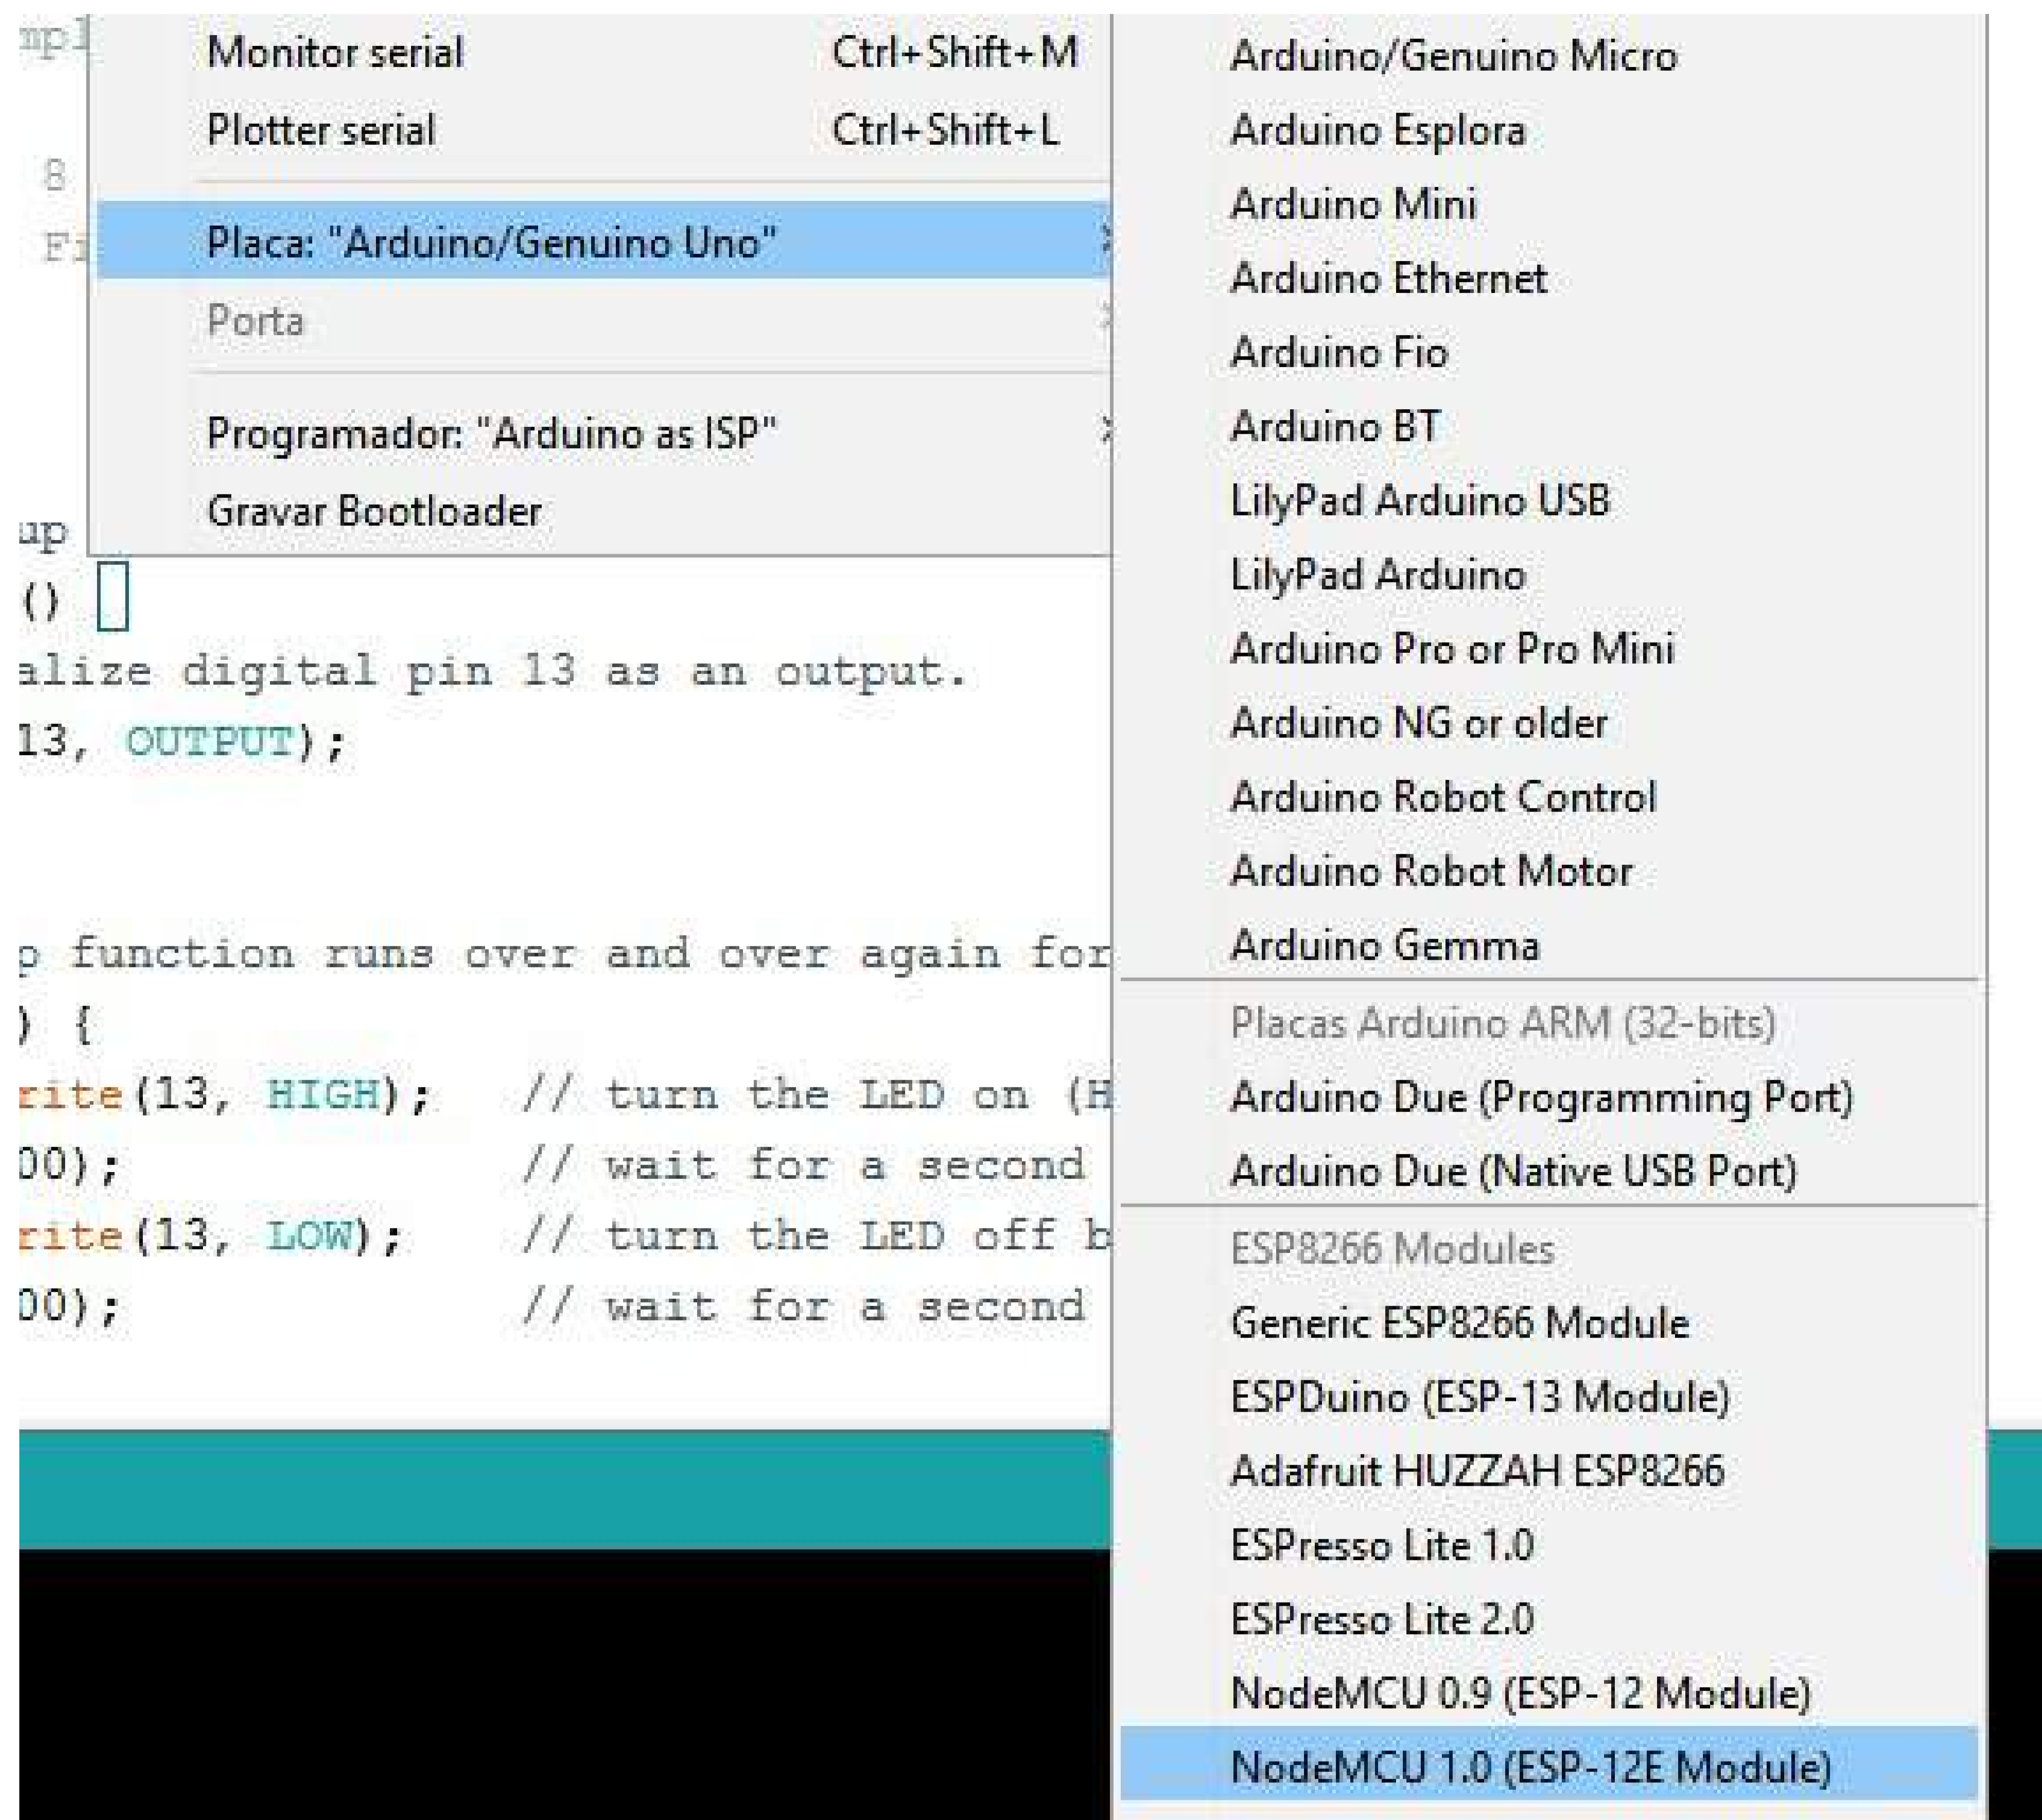 Monitor serial Ctrl+Shift+M
Plotter serial Ctrl+Shift+L
8
Placa: "Arduino/Genuino Uno"
Porta
Programador: "Arduino as ISP"
Gravar Bootloader
up
()
alize digital pin 13 as an output.
13, OUTPUT);
p function runs over and over again for
) {
rite(13, HIGH); // turn the LED on (H
00); // wait for a second
rite(13, LOW); // turn the LED off b
00); // wait for a second
Arduino/Genuino Micro
Arduino Esplora
Arduino Mini
Arduino Ethernet
Arduino Fio
Arduino BT
LilyPad Arduino USB
LilyPad Arduino
Arduino Pro or Pro Mini
Arduino NG or older
Arduino Robot Control
Arduino Robot Motor
Arduino Gemma
Placas Arduino ARM (32-bits)
Arduino Due (Programming Port)
Arduino Due (Native USB Port)
ESP8266 Modules
Generic ESP8266 Module
ESPDuino (ESP-13 Module)
Adafruit HUZZAH ESP8266
ESPresso Lite 1.0
ESPresso Lite 2.0
NodeMCU 0.9 (ESP-12 Module)
NodeMCU 1.0 (ESP-12E Module)